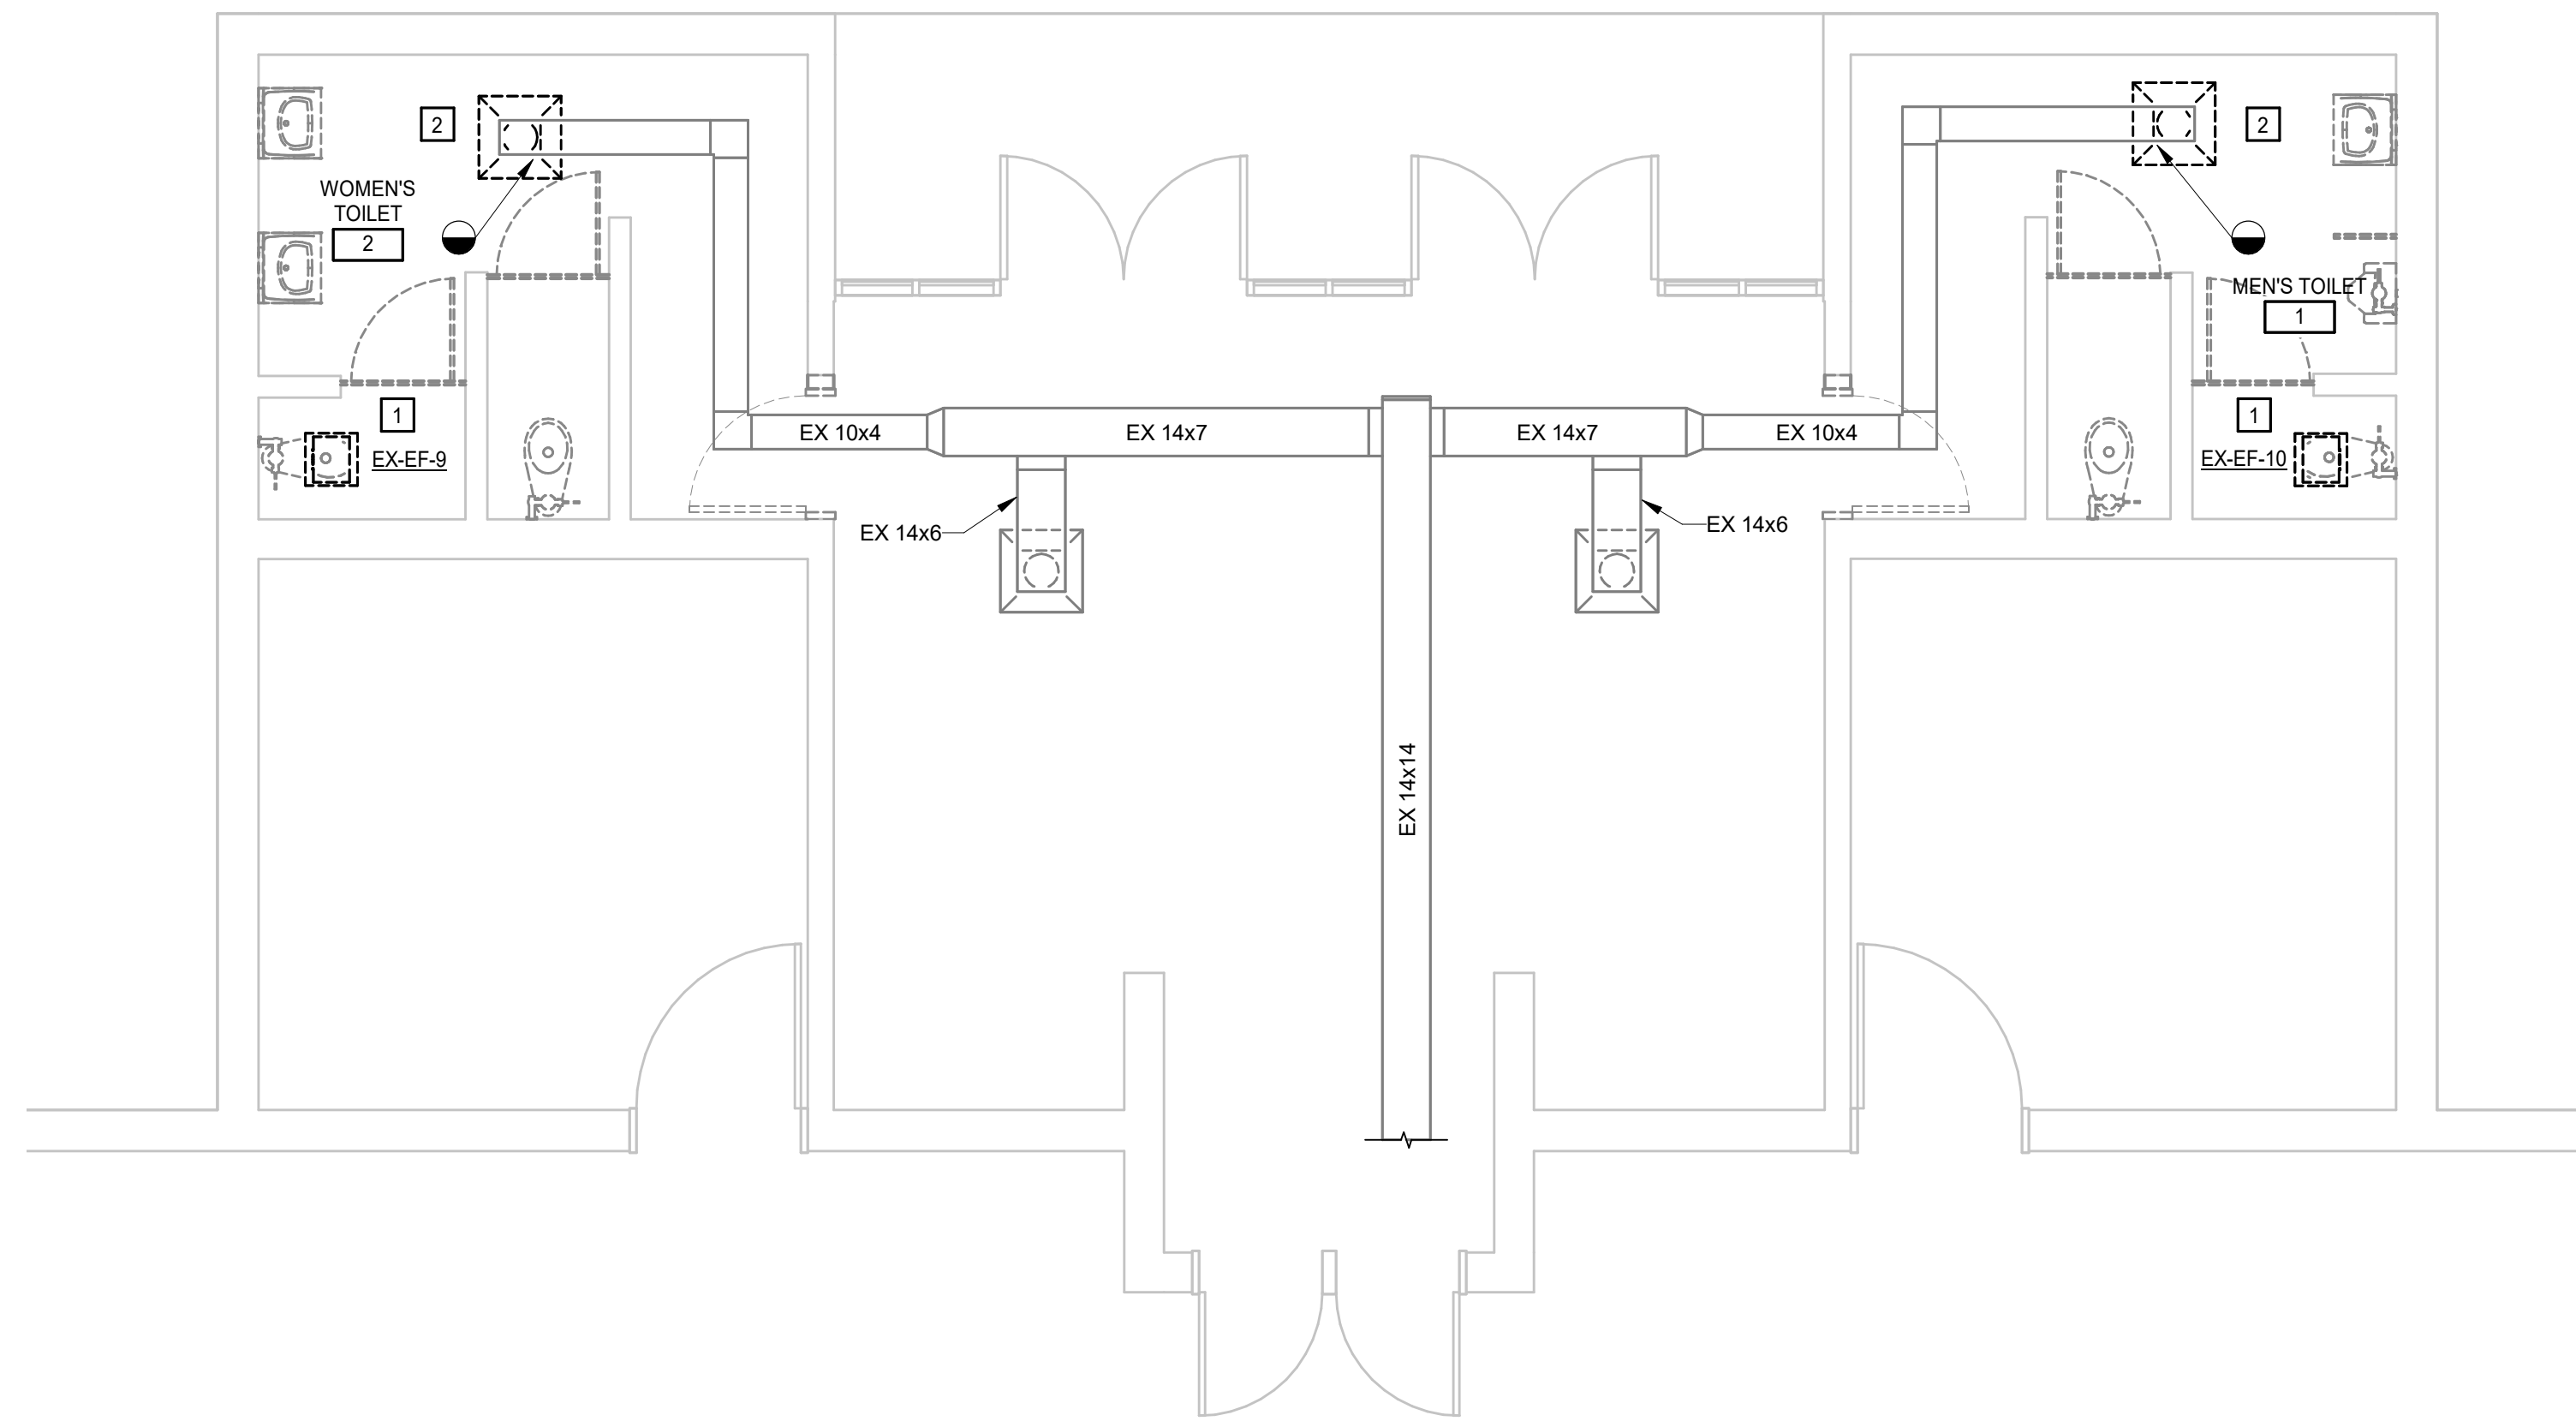 2
2
WOMEN'S
TOILET
2
MEN'S TOILET
1
1
1
EX 10x4
EX 14x7
EX 14x7
EX 10x4
EX-EF-9
EX-EF-10
EX 14x6
EX 14x6
EX 14x14